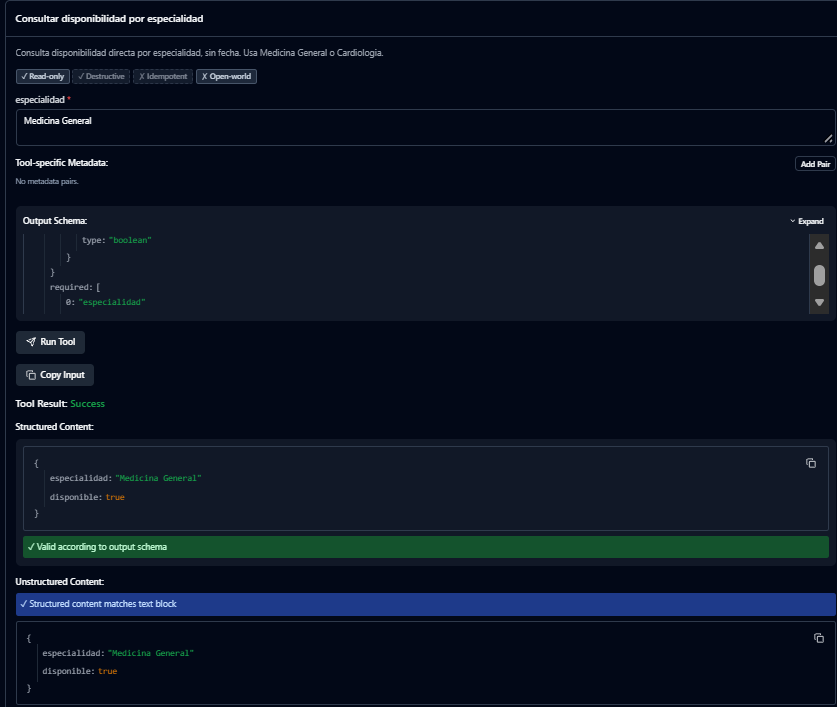 Consultar disponibilidad por especialidad
Consulta disponibilidad directa por especialidad, sin fecha. Usa Medicina General o Cardiologia.
✓ Read-only ✓ Destructive ✗ Idempotent ✗ Open-world
especialidad *
Medicina General
Tool-specific Metadata:
Add Pair
No metadata pairs.
Output Schema:
Expand
type: "boolean"
}
}
required: [
0: "especialidad"
Run Tool
Copy Input
Tool Result: Success
Structured Content:
{
especialidad: "Medicina General"
disponible: true
}
✓ Valid according to output schema
Unstructured Content:
✓ Structured content matches text block
{
especialidad: "Medicina General"
disponible: true
}